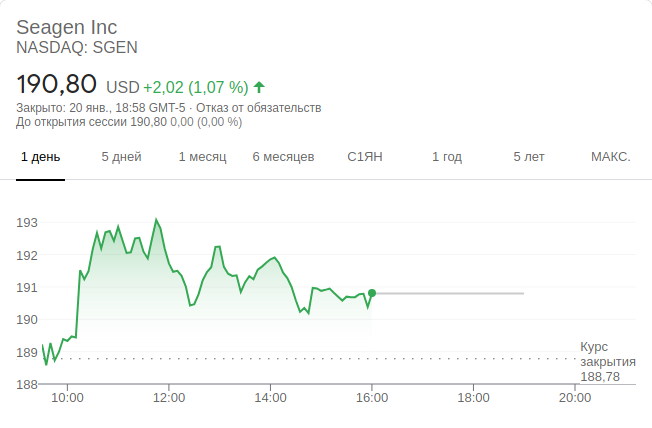 Seagen Inc
NASDAQ: SGEN
190,80 USD +2,02 (1,07 %)
Закрыто: 20 янв., 18:58 GMT-5 · Отказ от обязательств
До открытия сессии 190,80 0,00 (0,00 %)
1 день 5 дней 1 месяц 6 месяцев С1ЯН 1 год 5 лет МАКС.
193
192
191
190
189
188
Курс
закрытия
188,78
10:00 12:00 14:00 16:00 18:00 20:00